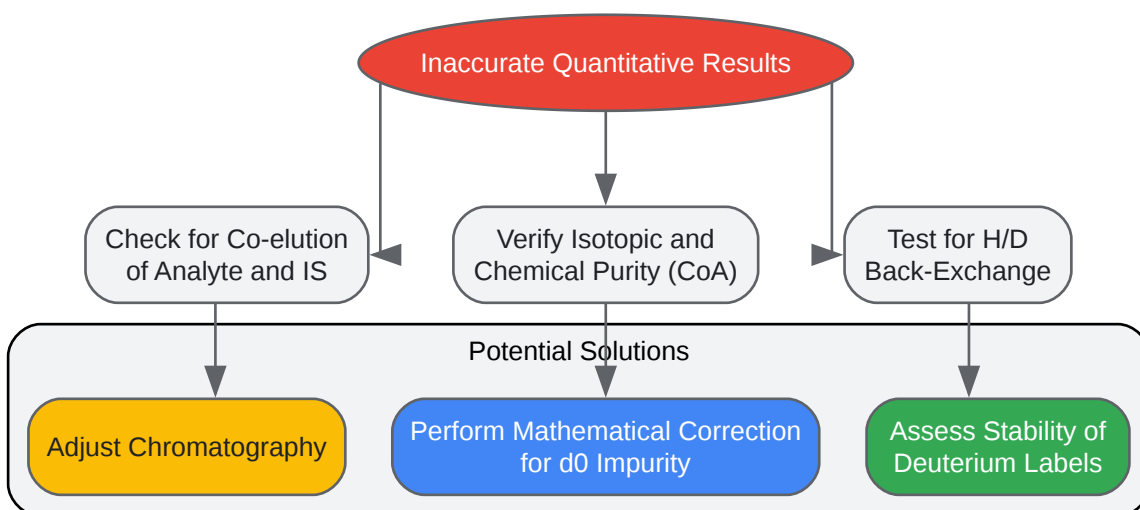 Inaccurate Quantitative Results
Check for Co-elution
of Analyte and IS
Verify Isotopic and
Chemical Purity (CoA)
Test for H/D
Back-Exchange
Potential Solutions
Adjust Chromatography
Perform Mathematical Correction
for d0 Impurity
Assess Stability of
Deuterium Labels